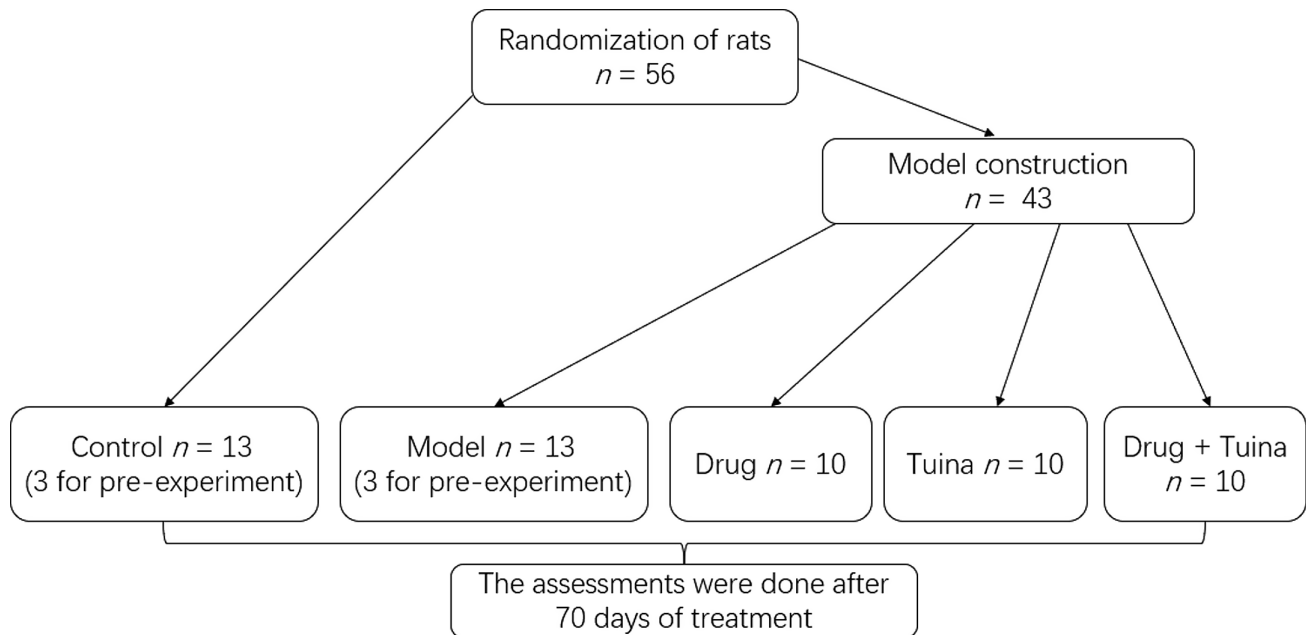 Randomization of rats
n = 56
Model construction
n = 43
Control n = 13
(3 for pre-experiment)
Model n = 13
(3 for pre-experiment)
Drug n = 10
Tuina n = 10
Drug + Tuina
n = 10
The assessments were done after
70 days of treatment